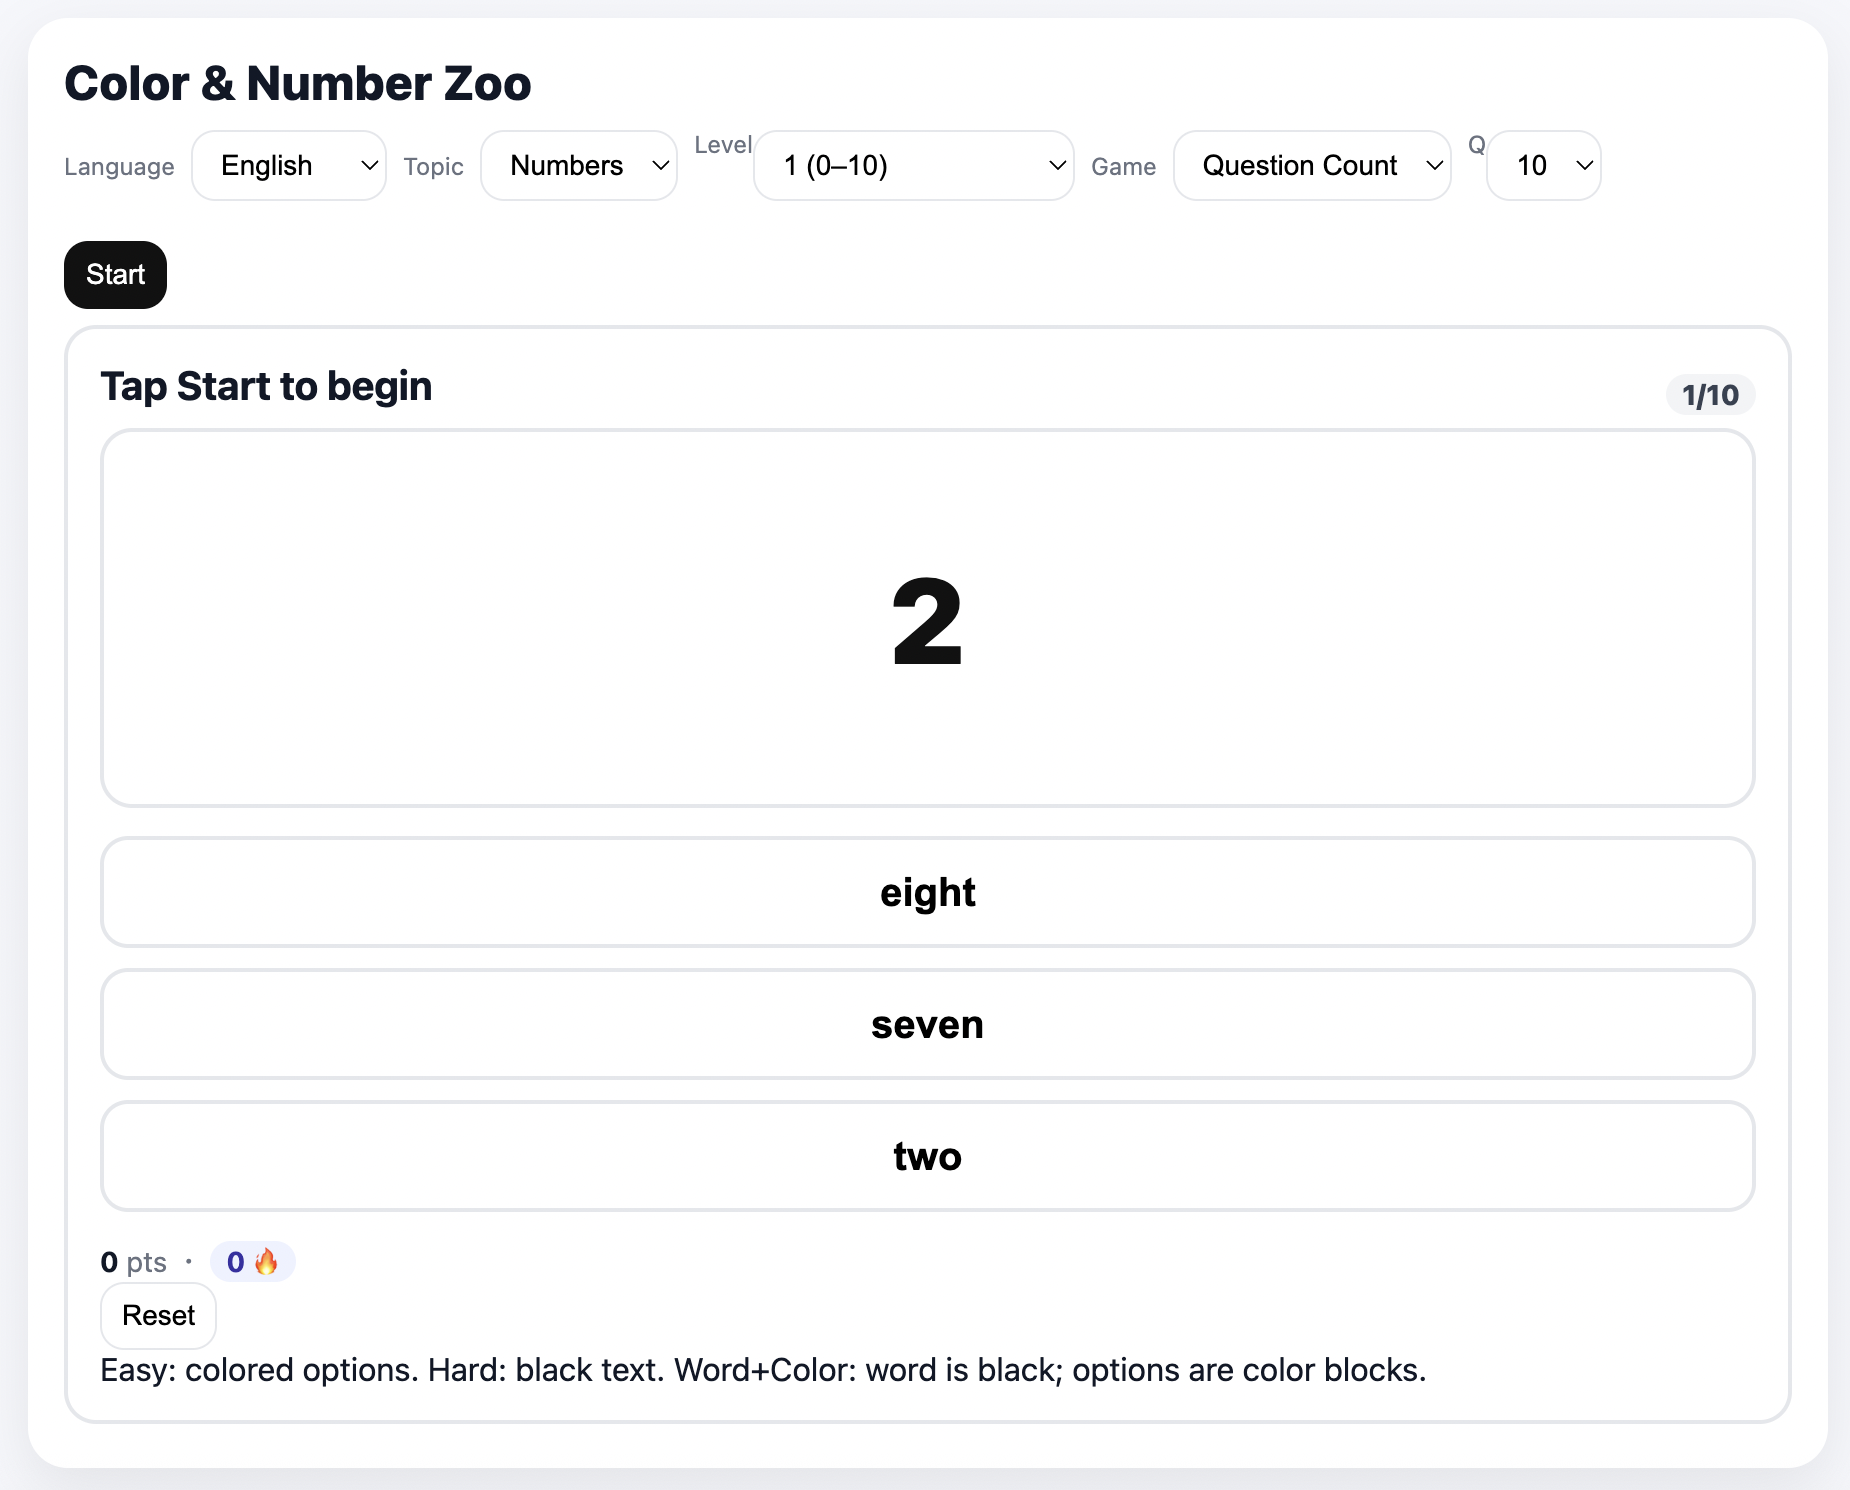 Color & Number Zoo
Language English Topic Numbers Level 1 (0–10) Game Question Count Q 10
Start
Tap Start to begin 1/10
2
eight
seven
two
0 pts · 0 🔥
Reset
Easy: colored options. Hard: black text. Word+Color: word is black; options are color blocks.